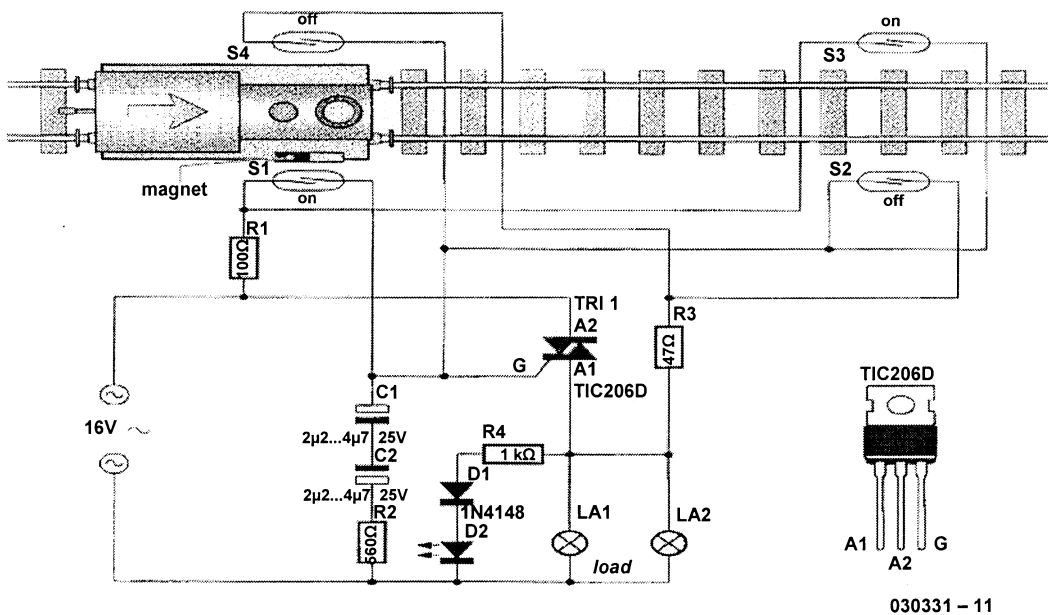 off
on
S4
S3
S1
magnet
on
S2
off
R1
100Ω
TRI 1
A2
R3
47Ω
G
A1
TIC206D
TIC206D
C1
16V ~
2µ2...4µ7 25V
C2
R4
1 kΩ
D1
2µ2...4µ7 25V
R2
1N4148
D2
560Ω
LA1
LA2
load
A1
A2
G
030331 – 11